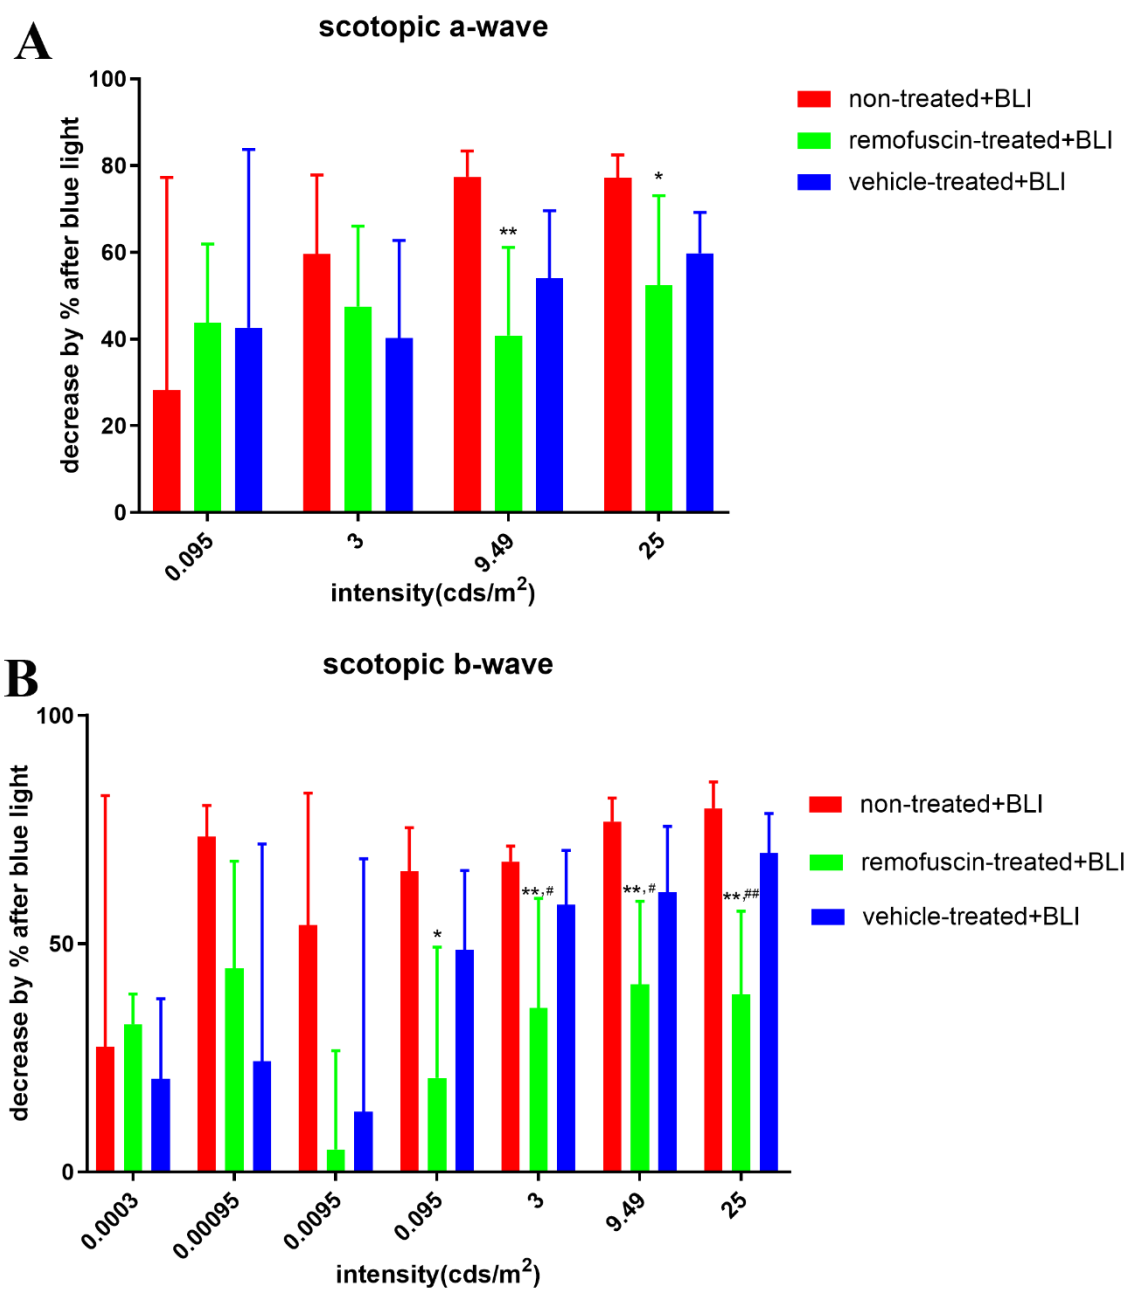 A
scotopic a-wave
decrease by % after blue light
100
80
60
40
20
0
**
*
0.095
3
9.49
25
intensity(cds/m²)
non-treated+BLI
remofuscin-treated+BLI
vehicle-treated+BLI
B
scotopic b-wave
decrease by % after blue light
100
50
0
*
**,#
**,#
**,##
0.0003
0.00095
0.0095
0.095
3
9.49
25
intensity(cds/m²)
non-treated+BLI
remofuscin-treated+BLI
vehicle-treated+BLI